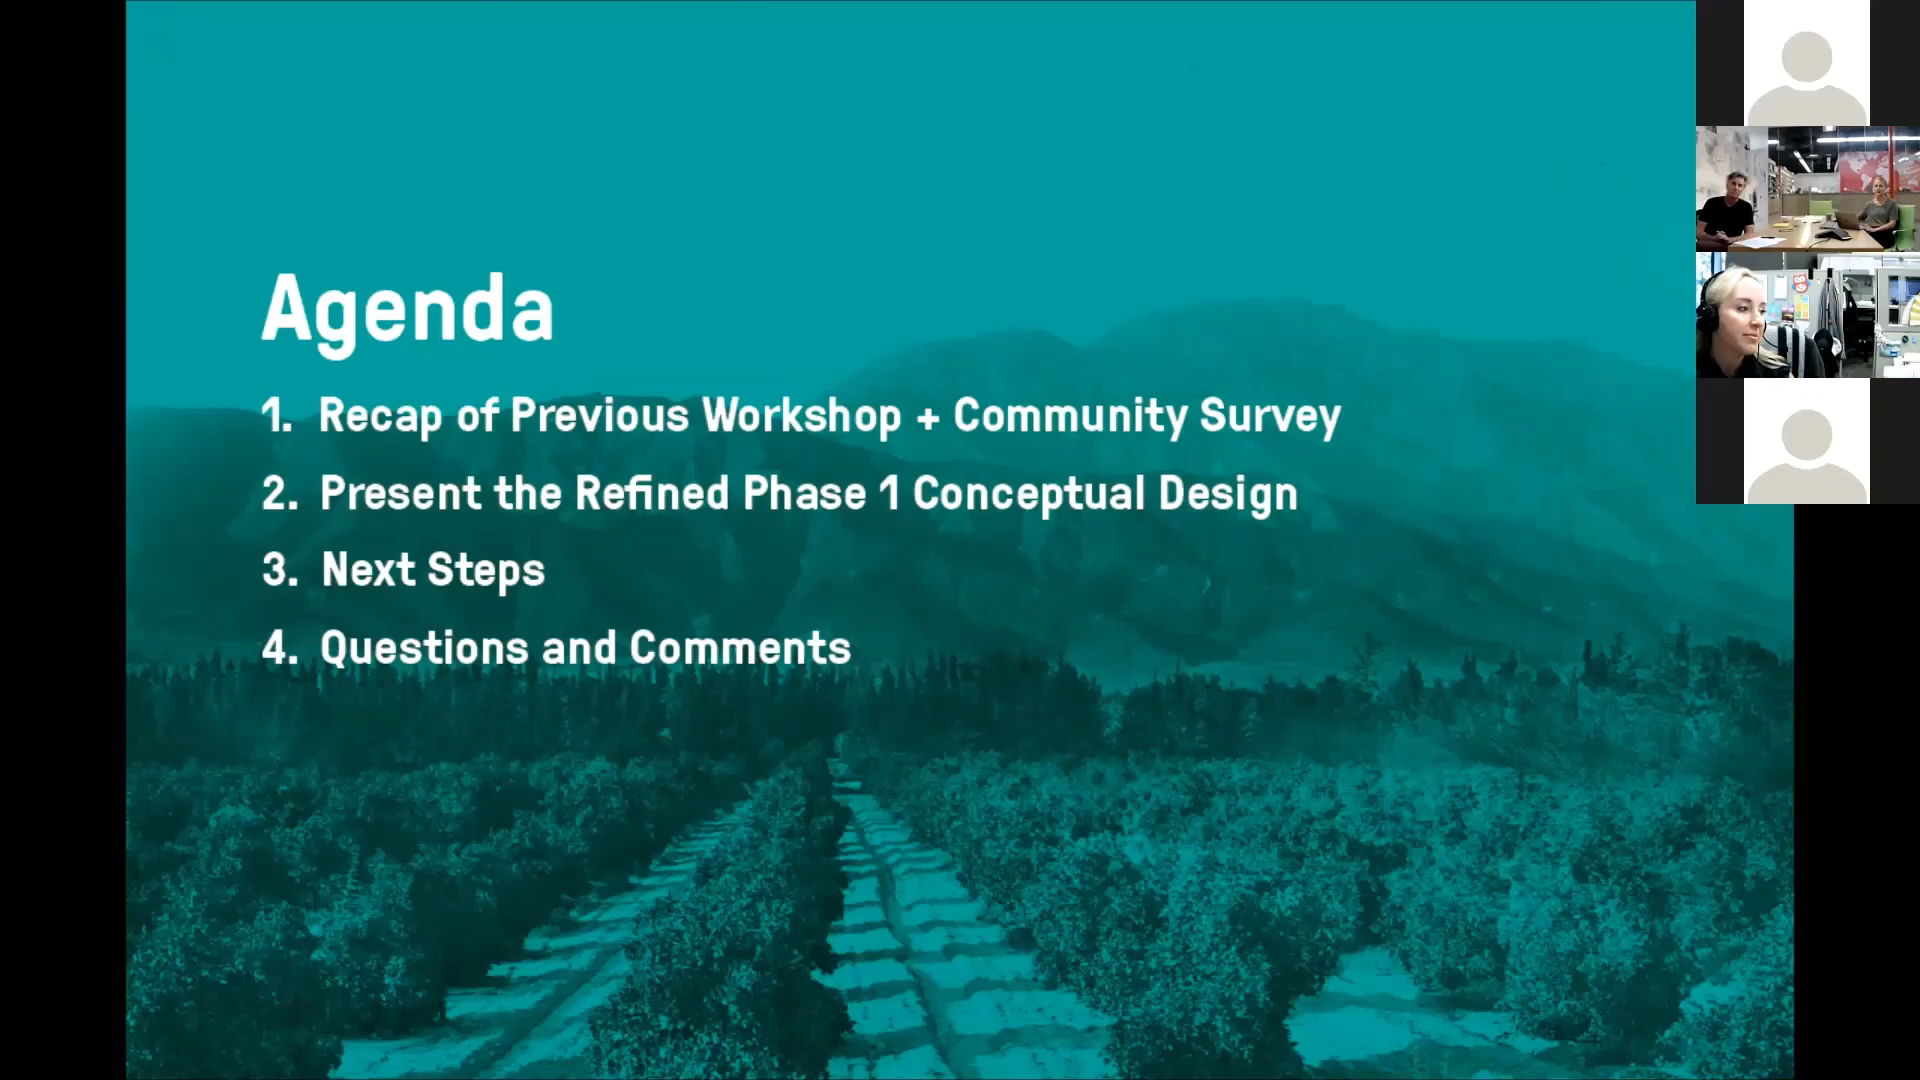 Agenda
1. Recap of Previous Workshop + Community Survey
2. Present the Refined Phase 1 Conceptual Design
3. Next Steps
4. Questions and Comments